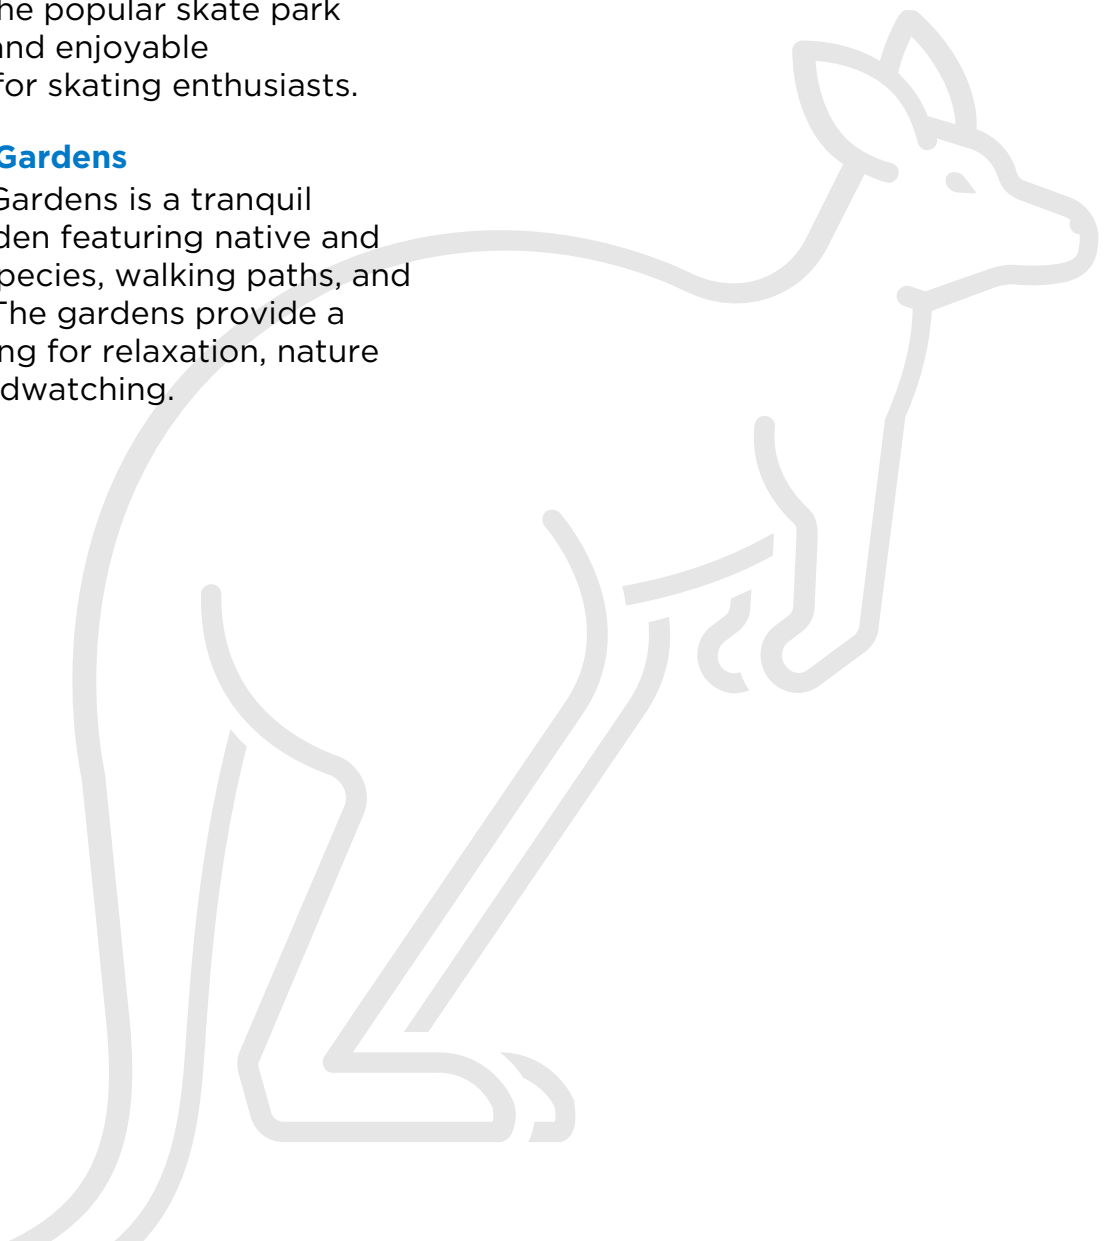 he popular skate park
and enjoyable
for skating enthusiasts.
Gardens
Gardens is a tranquil
den featuring native and
pecies, walking paths, and
The gardens provide a
ng for relaxation, nature
dwatching.